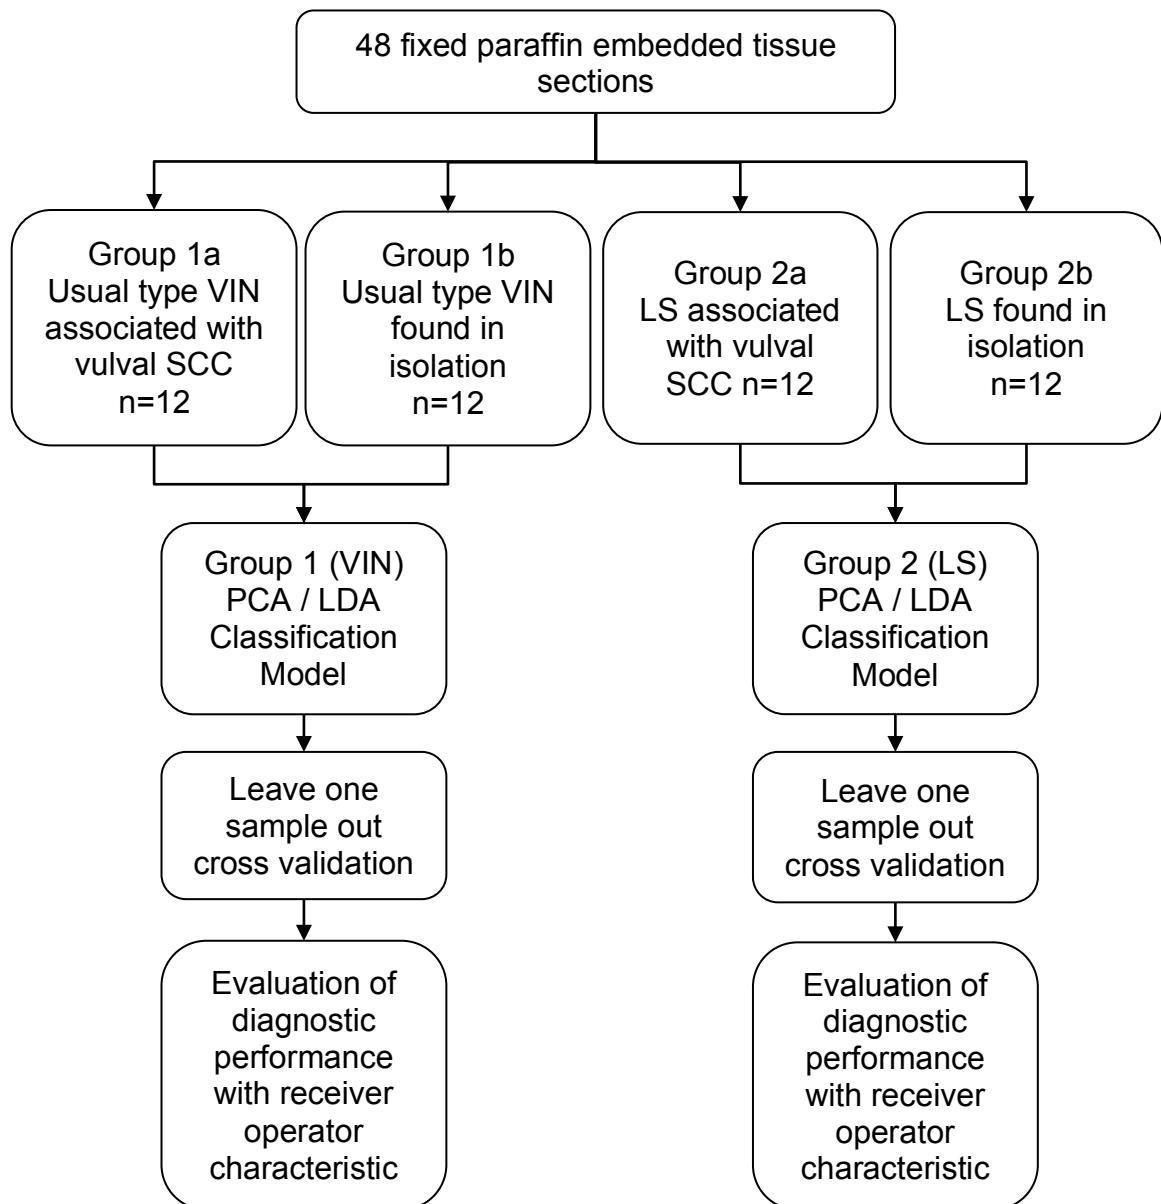 48 fixed paraffin embedded tissue
sections
Group 1a
Usual type VIN
associated with
vulval SCC
n=12
Group 1b
Usual type VIN
found in
isolation
n=12
Group 2a
LS associated
with vulval
SCC n=12
Group 2b
LS found in
isolation
n=12
Group 1 (VIN)
PCA / LDA
Classification
Model
Group 2 (LS)
PCA / LDA
Classification
Model
Leave one
sample out
cross validation
Leave one
sample out
cross validation
Evaluation of
diagnostic
performance
with receiver
operator
characteristic
Evaluation of
diagnostic
performance
with receiver
operator
characteristic